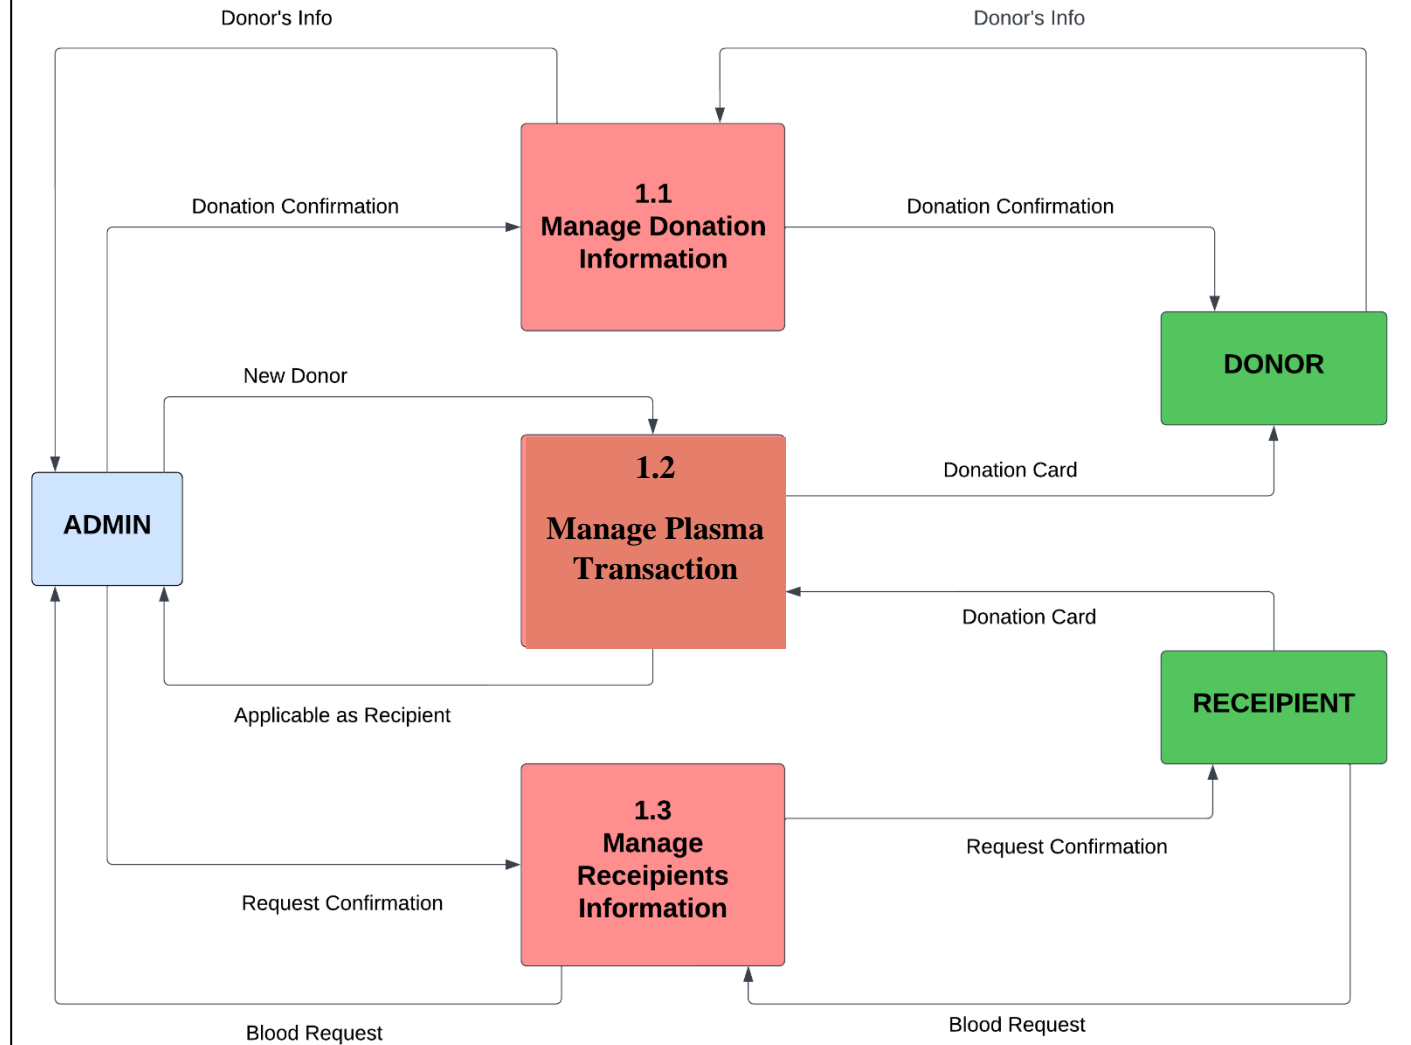 Donor's Info
Donor's Info
1.1
Manage Donation
Information
Donation Confirmation
Donation Confirmation
DONOR
New Donor
1.2
Manage Plasma
Transaction
Donation Card
ADMIN
Donation Card
RECEIPIENT
Applicable as Recipient
1.3
Manage
Receipients
Information
Request Confirmation
Request Confirmation
Blood Request
Blood Request